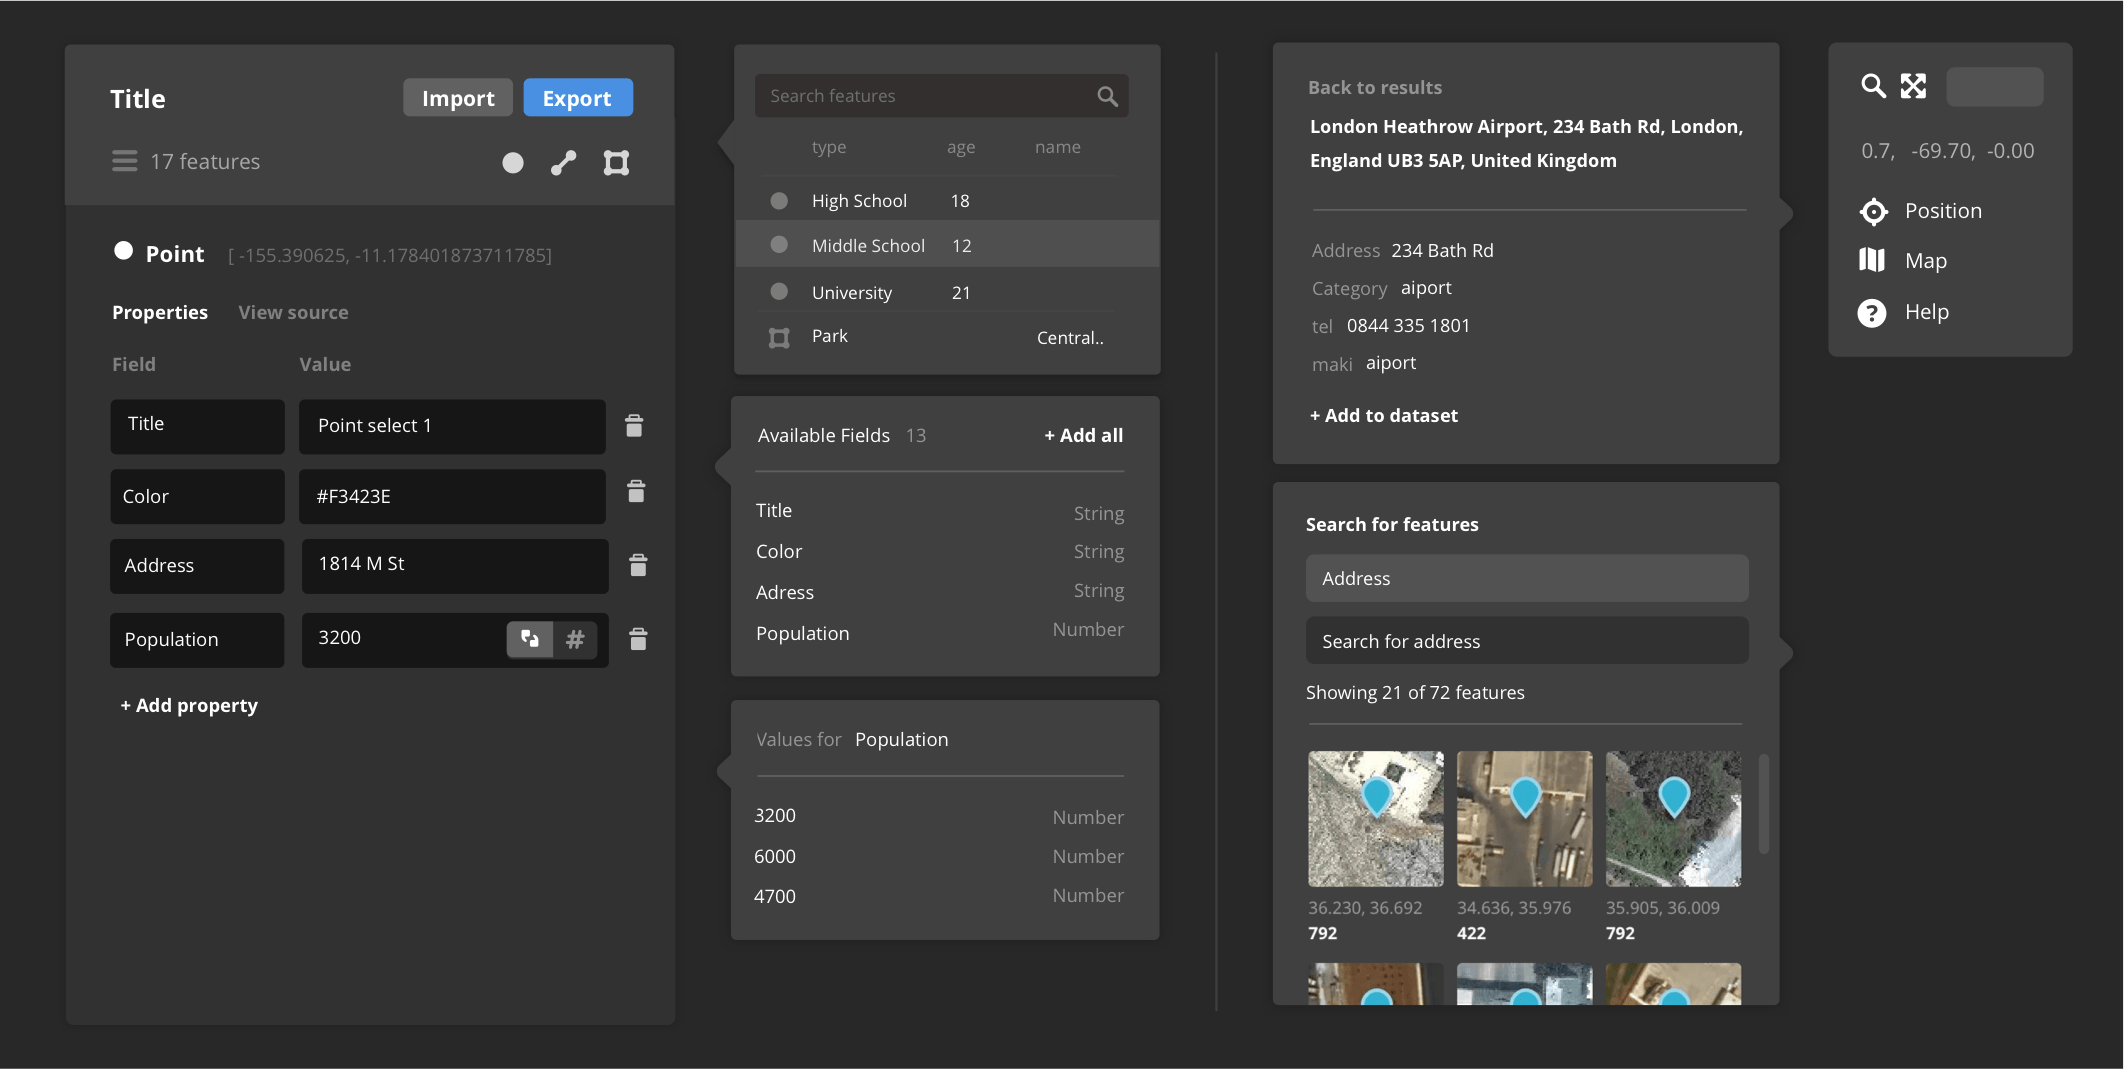 Title
Import
Export
17 features
Point [ -155.390625, -11.178401873711785]
Properties View source
Field Value
Title Point select 1
Color #F3423E
Address 1814 M St
Population 3200 #
+ Add property
Search features
type age name
High School 18
Middle School 12
University 21
Park Central..
Available Fields 13 + Add all
Title String
Color String
Adress String
Population Number
Values for Population
3200 Number
6000 Number
4700 Number
Back to results
London Heathrow Airport, 234 Bath Rd, London,
England UB3 5AP, United Kingdom
Address 234 Bath Rd
Category aiport
tel 0844 335 1801
maki aiport
+ Add to dataset
Search for features
Address
Search for address
Showing 21 of 72 features
36.230, 36.692 34.636, 35.976 35.905, 36.009
792 422 792
0.7, -69.70, -0.00
Position
Map
? Help